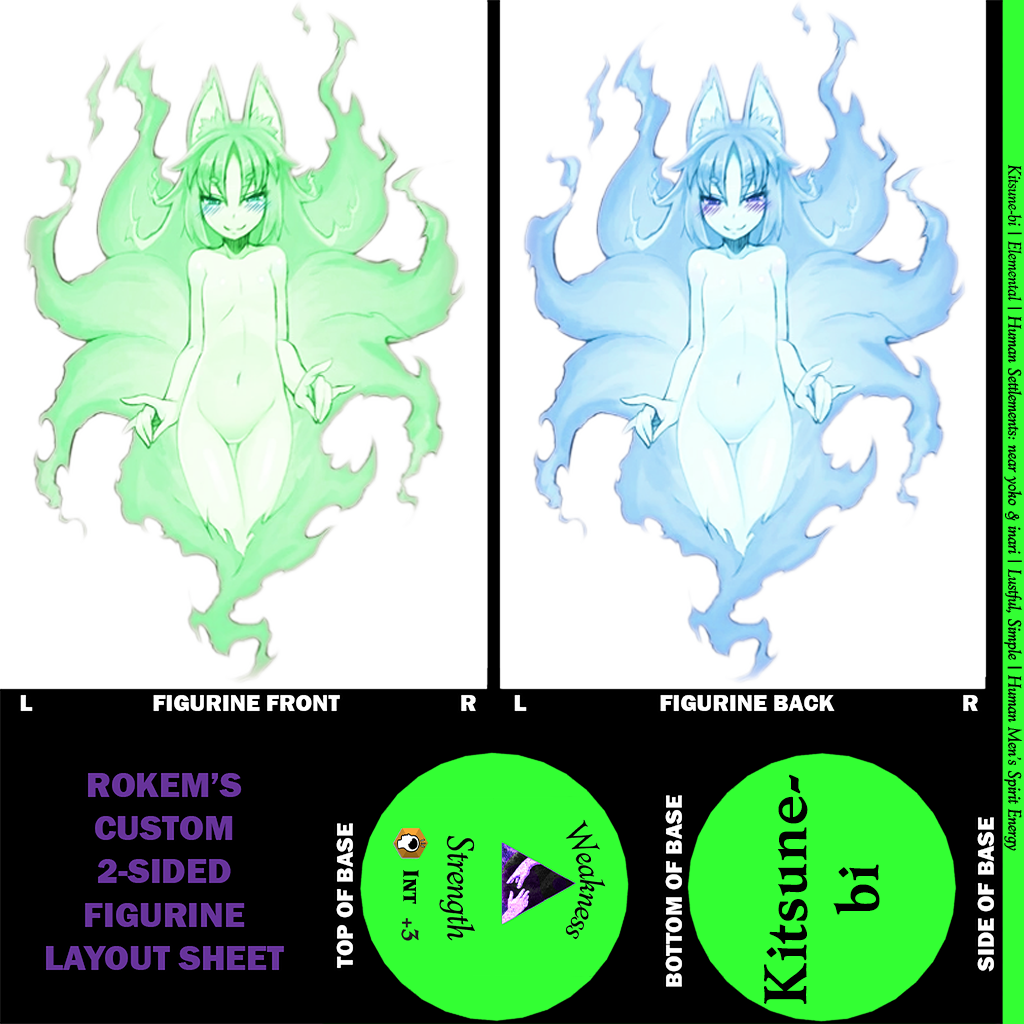 L
FIGURINE FRONT
R
L
FIGURINE BACK
R
Kitsune-bi | Elemental | Human Settlements: near yoko & inari | Lustful, Simple | Human Men's Spirit Energy
ROKEM'S
CUSTOM
2-SIDED
FIGURINE
LAYOUT SHEET
TOP OF BASE
Weakness
Strength
INT +3
BOTTOM OF BASE
Kitsune-
bi
SIDE OF BASE